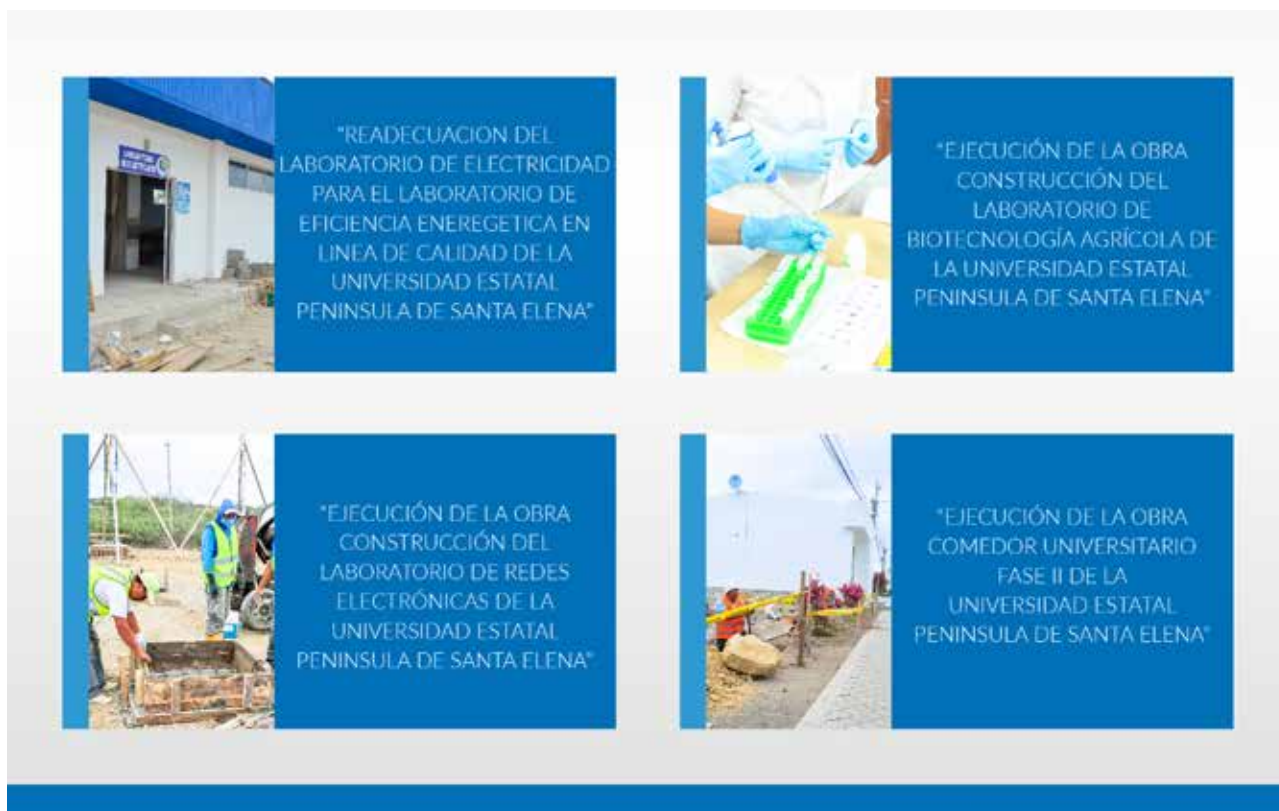 "READECUACION DEL
LABORATORIO DE ELECTRICIDAD
PARA EL LABORATORIO DE
EFICIENCIA ENEREGETICA EN
LINEA DE CALIDAD DE LA
UNIVERSIDAD ESTATAL
PENINSULA DE SANTA ELENA"
"EJECUCIÓN DE LA OBRA
CONSTRUCCIÓN DEL
LABORATORIO DE
BIOTECNOLOGÍA AGRÍCOLA DE
LA UNIVERSIDAD ESTATAL
PENINSULA DE SANTA ELENA"
"EJECUCIÓN DE LA OBRA
CONSTRUCCIÓN DEL
LABORATORIO DE REDES
ELECTRÓNICAS DE LA
UNIVERSIDAD ESTATAL
PENINSULA DE SANTA ELENA"
"EJECUCIÓN DE LA OBRA
COMEDOR UNIVERSITARIO
FASE II DE LA
UNIVERSIDAD ESTATAL
PENINSULA DE SANTA ELENA"